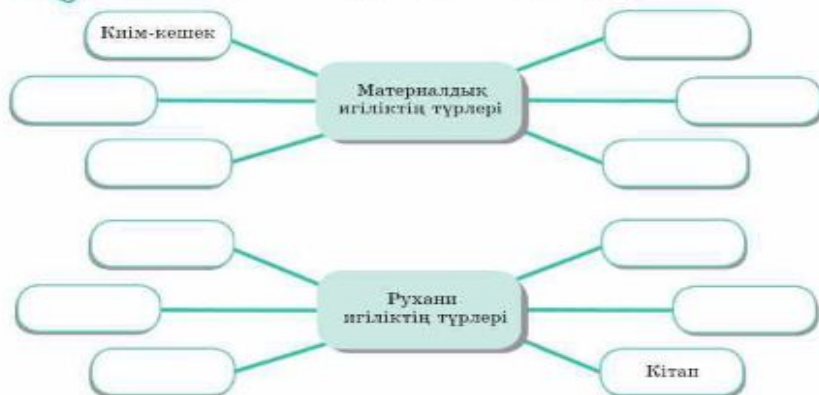 Киім-кешек
Материалдық
игіліктің түрлері
Рухани
игіліктің түрлері
Кітап